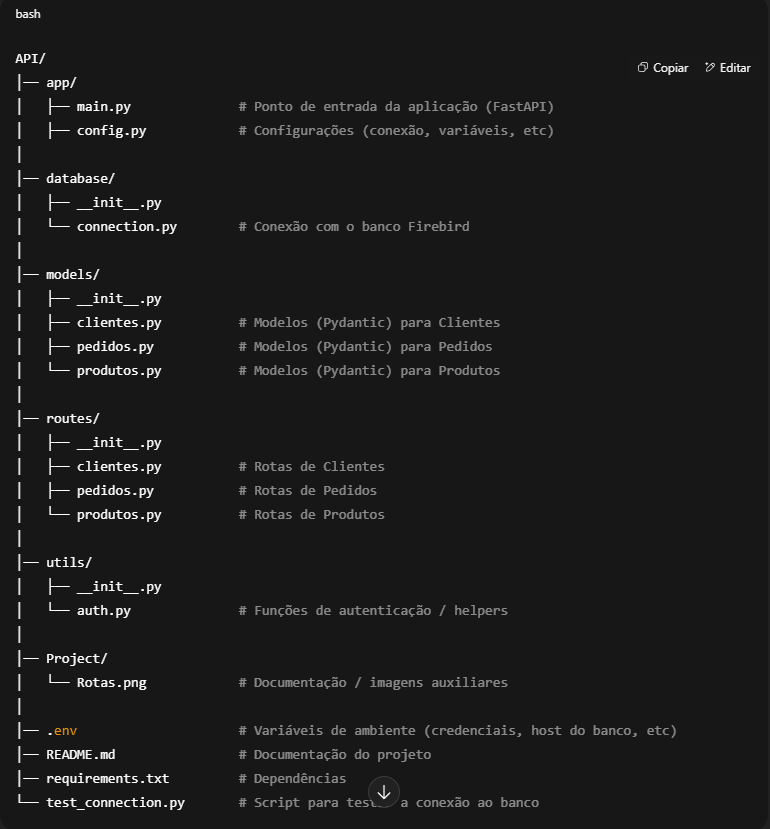 bash
API/
Copiar Editar
├── app/
│   ├── main.py              # Ponto de entrada da aplicação (FastAPI)
│   ├── config.py            # Configurações (conexão, variáveis, etc)
│
├── database/
│   ├── __init__.py
│   └── connection.py        # Conexão com o banco Firebird
│
├── models/
│   ├── __init__.py
│   ├── clientes.py          # Modelos (Pydantic) para Clientes
│   ├── pedidos.py           # Modelos (Pydantic) para Pedidos
│   └── produtos.py          # Modelos (Pydantic) para Produtos
│
├── routes/
│   ├── __init__.py
│   ├── clientes.py          # Rotas de Clientes
│   ├── pedidos.py           # Rotas de Pedidos
│   └── produtos.py          # Rotas de Produtos
│
├── utils/
│   ├── __init__.py
│   └── auth.py              # Funções de autenticação / helpers
│
├── Project/
│   └── Rotas.png            # Documentação / imagens auxiliares
│
├── .env                     # Variáveis de ambiente (credenciais, host do banco, etc)
├── README.md                # Documentação do projeto
├── requirements.txt         # Dependências
└── test_connection.py       # Script para a conexão ao banco